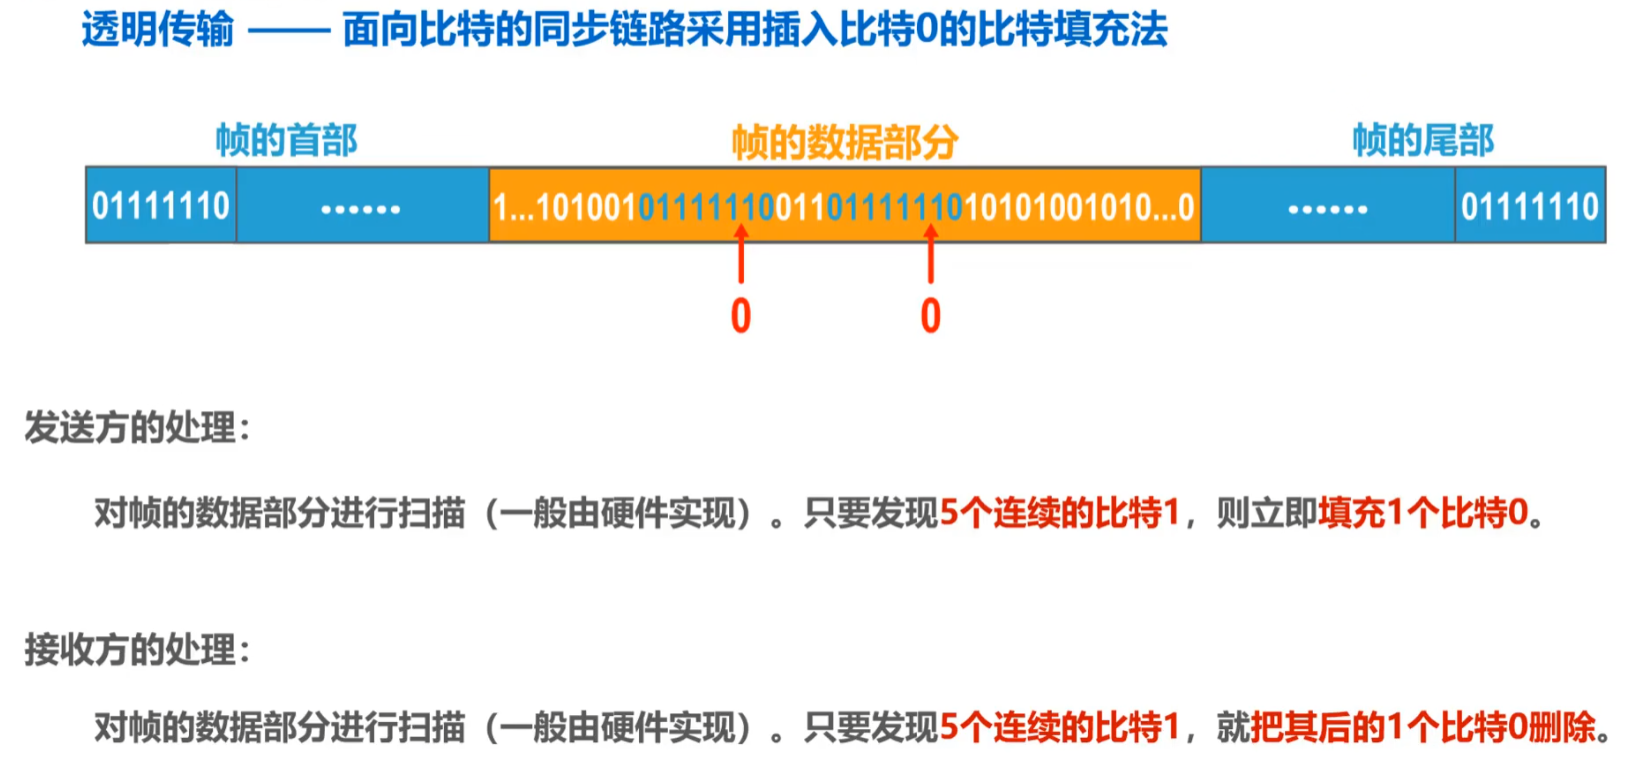 透明传输 —— 面向比特的同步链路采用插入比特0的比特填充法
帧的首部 帧的数据部分 帧的尾部
01111110 …… 1...101001011111100110111111010101001010...0 …… 01111110
0 0
发送方的处理：
对帧的数据部分进行扫描（一般由硬件实现）。只要发现5个连续的比特1，则立即填充1个比特0。
接收方的处理：
对帧的数据部分进行扫描（一般由硬件实现）。只要发现5个连续的比特1，就把其后的1个比特0删除。